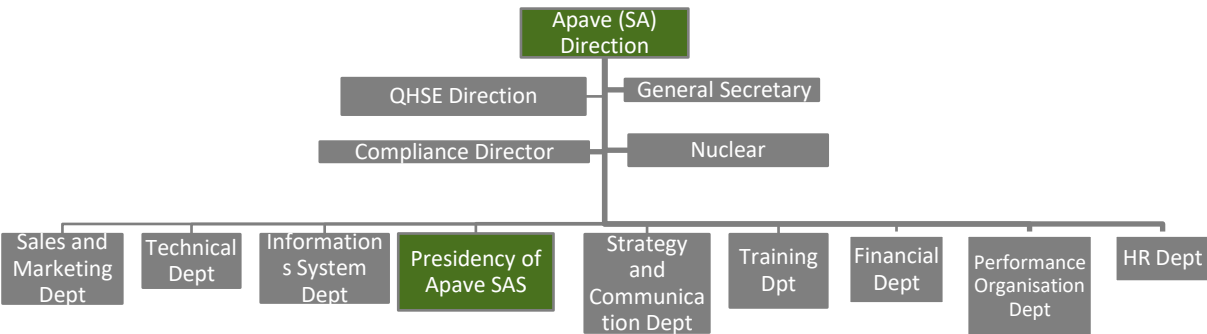 Apave (SA)
Direction
QHSE Direction
General Secretary
Compliance Director
Nuclear
Sales and
Marketing
Dept
Technical
Dept
Information
s System
Dept
Presidency of
Apave SAS
Strategy
and
Communica
tion Dept
Training
Dpt
Financial
Dept
Performance
Organisation
Dept
HR Dept